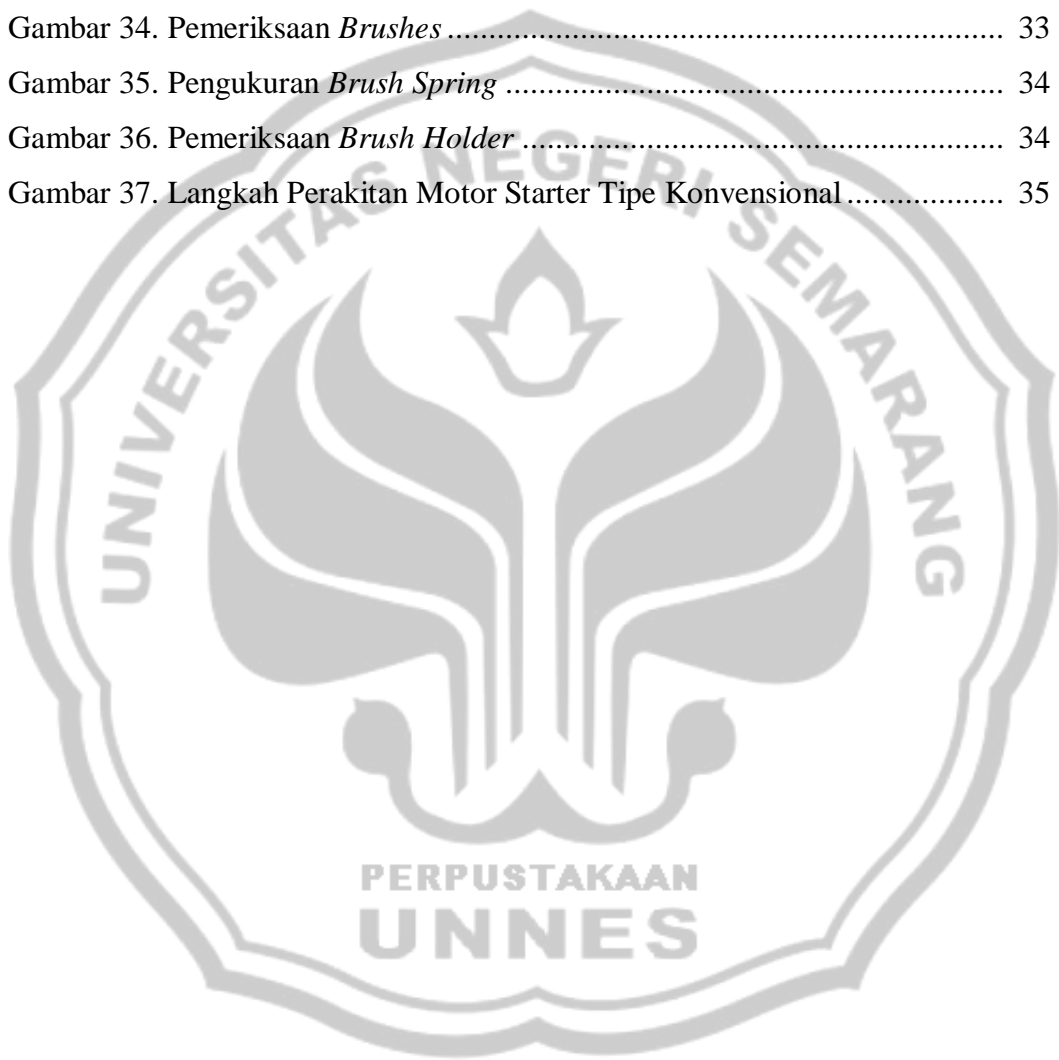 Gambar 34. Pemeriksaan Brushes ........................................................................ 33
Gambar 35. Pengukuran Brush Spring ................................................................ 34
Gambar 36. Pemeriksaan Brush Holder .............................................................. 34
Gambar 37. Langkah Perakitan Motor Starter Tipe Konvensional ................. 35
UNIVERSITAS NEGERI SEMARANG
PERPUSTAKAAN
UNNES